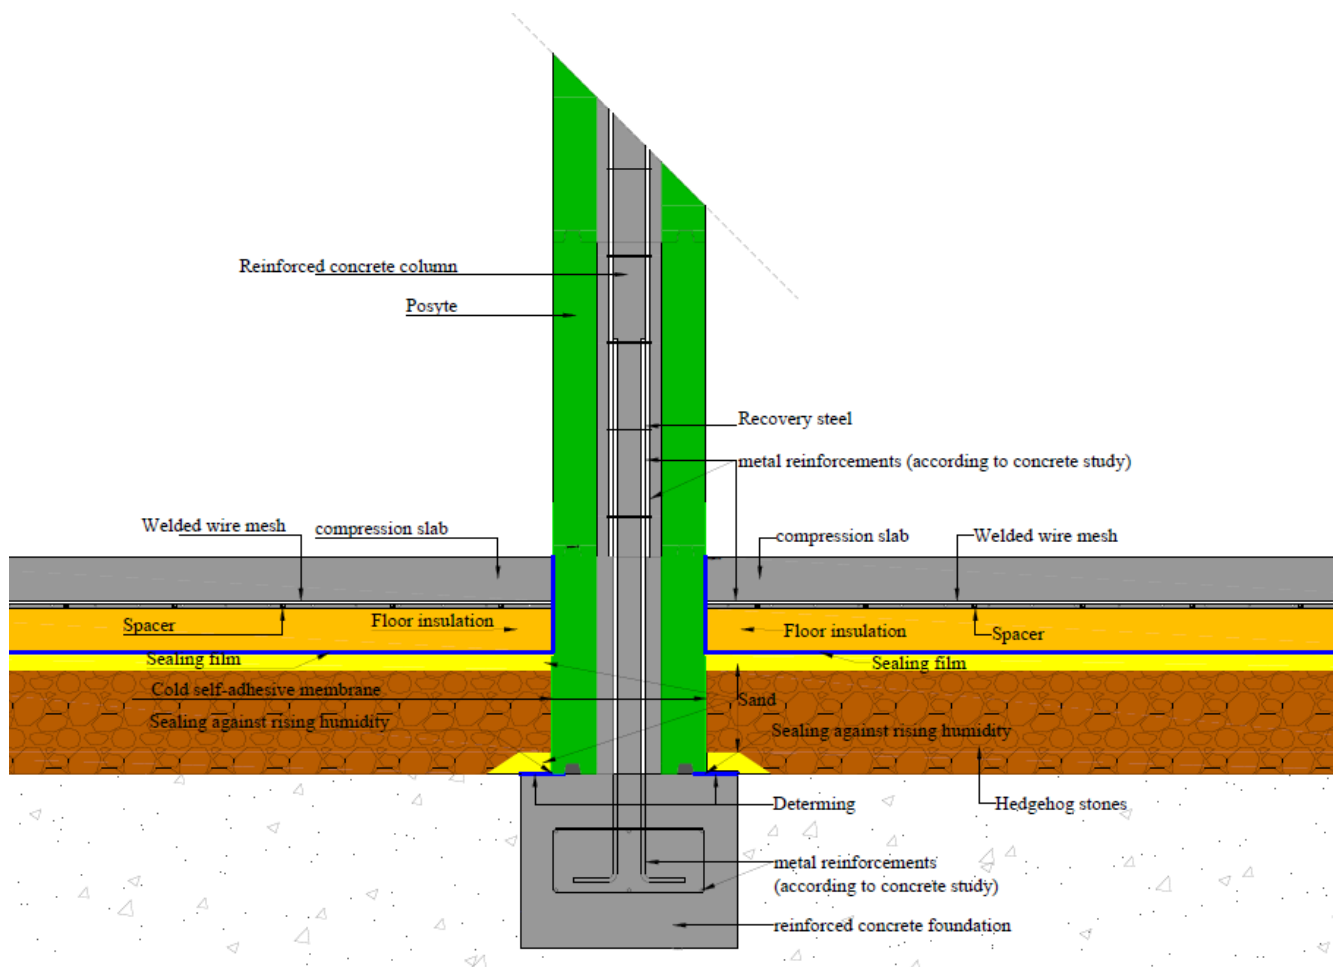 Reinforced concrete column
Posyte
Recovery steel
metal reinforcements (according to concrete study)
Welded wire mesh
compression slab
compression slab
Welded wire mesh
Floor insulation
Spacer
Floor insulation
Spacer
Sealing film
Sealing film
Cold self-adhesive membrane
Sand
Sealing against rising humidity
Sealing against rising humidity
Determing
Hedgehog stones
metal reinforcements
(according to concrete study)
reinforced concrete foundation